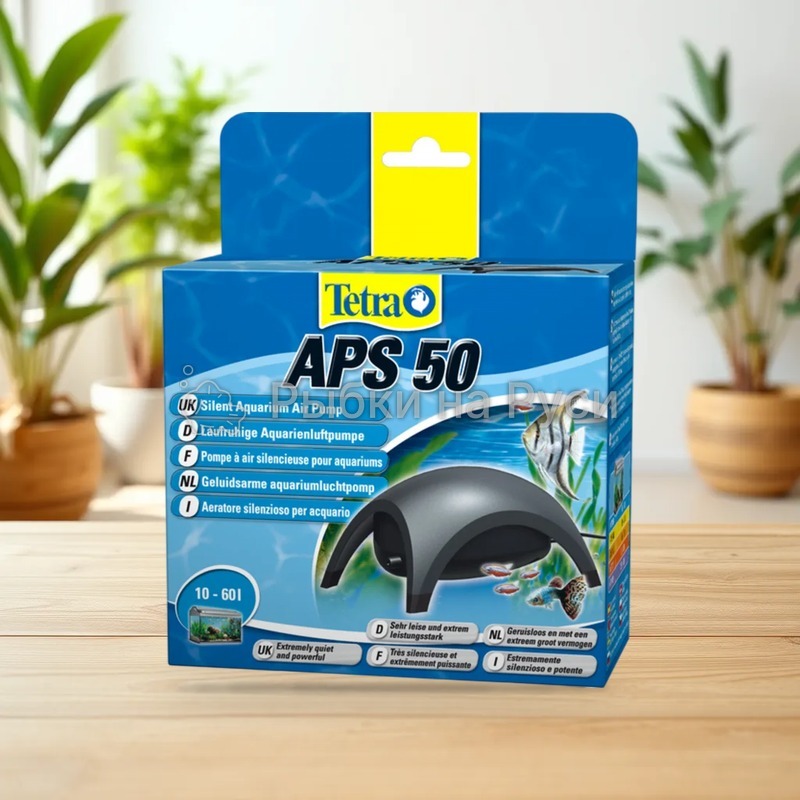 Tetra
APS 50
UK Silent Aquarium Air Pump
D Laufruhige Aquarienluftpumpe
F Pompe à air silencieuse pour aquariums
NL Geluidsarme aquariumluchtpomp
I Aeratore silenzioso per acquario
Рыбки на Руси
10 - 60 l
D Sehr leise und extrem
leistungsstark
NL Geruisloos en met een
extreem groot vermogen
UK Extremely quiet
and powerful
F Très silencieuse et
extrêmement puissante
I Estremamente
silenzioso e potente